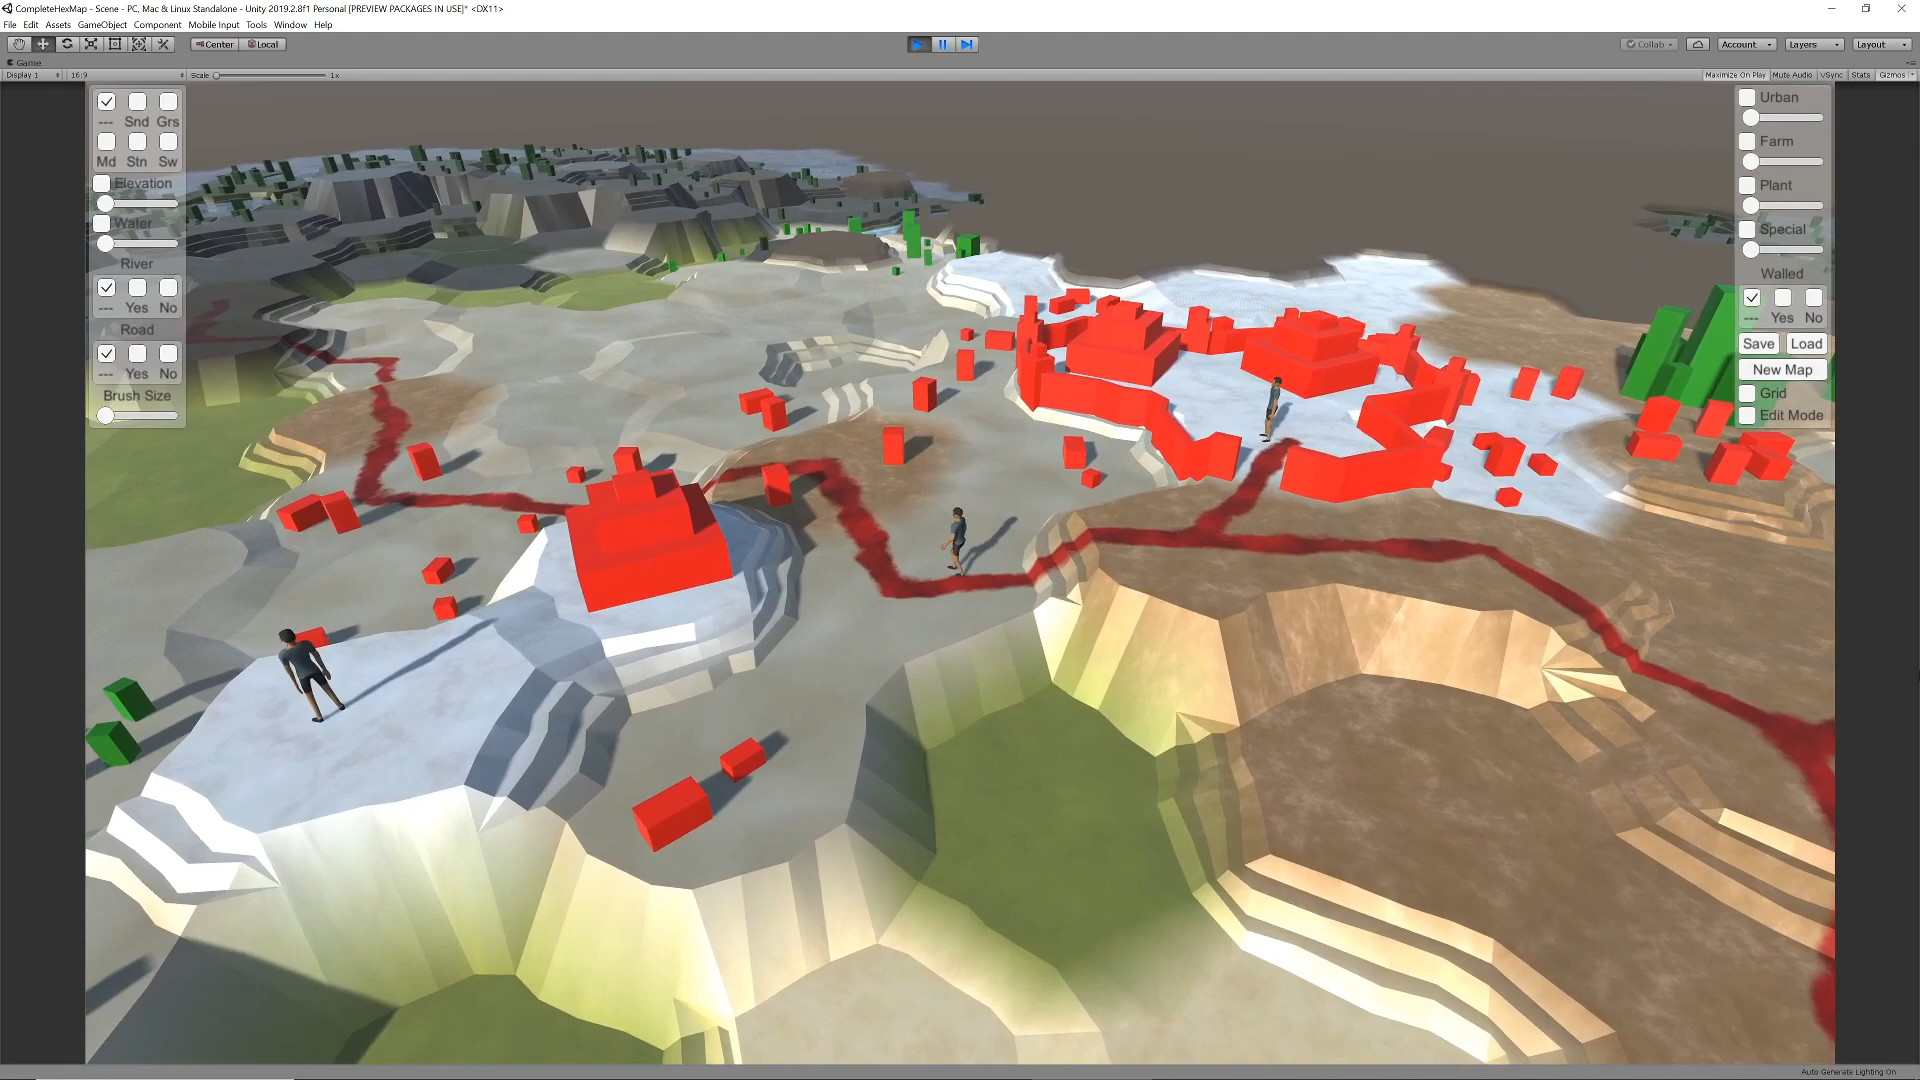 CompleteHexMap - Scene - PC, Mac & Linux Standalone - Unity 2019.2.8f1 Personal [PREVIEW PACKAGES IN USE]* <DX11>
File Edit Assets GameObject Component Mobile Input Tools Window Help
Center Local
Collab Account Layers Layout
Game
Display 1 16:9 Scale 1x
Maximize On Play Mute Audio VSync Stats Gizmos
--- Snd Grs
Md Stn Sw
Elevation
Water
River
--- Yes No
Road
--- Yes No
Brush Size
Urban
Farm
Plant
Special
Walled
--- Yes No
Save Load
New Map
Grid
Edit Mode
Auto Generate Lighting On